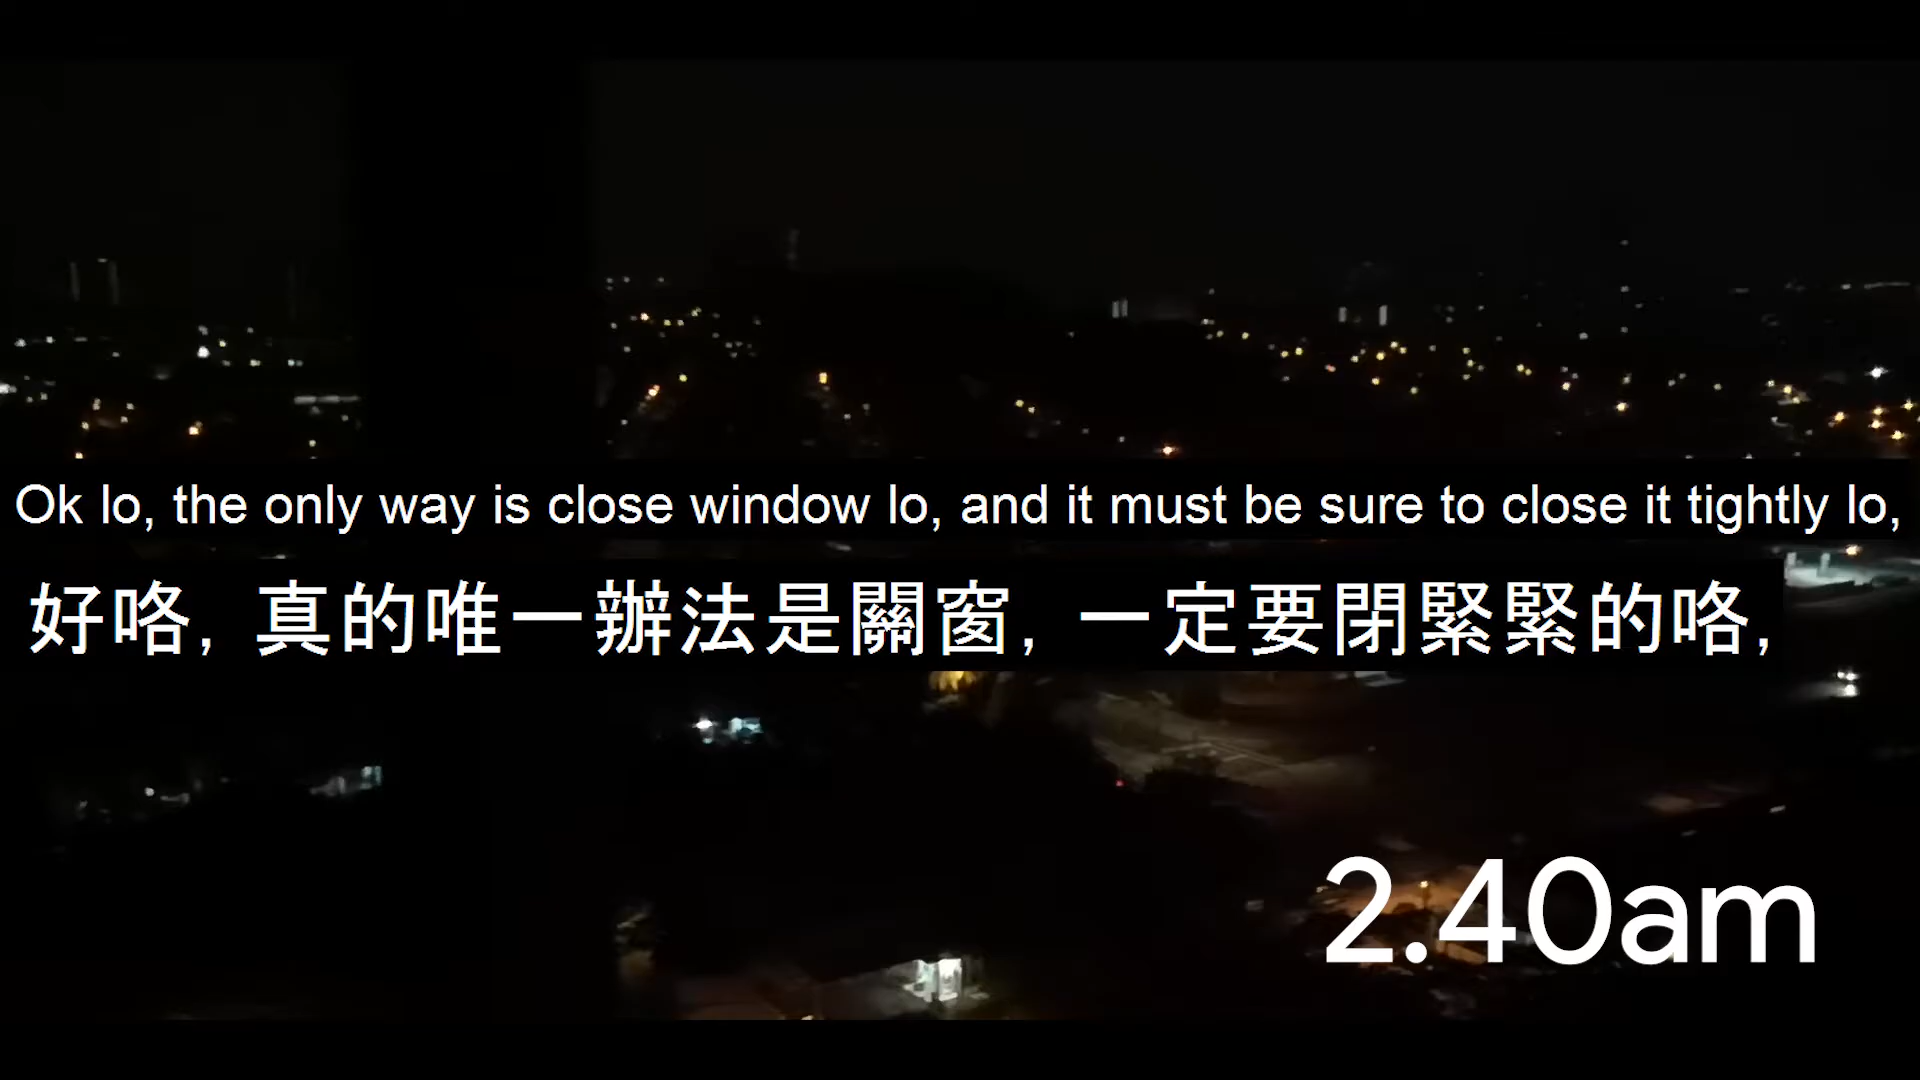 Ok lo, the only way is close window lo, and it must be sure to close it tightly lo,
好咯, 真的唯一辦法是關窗, 一定要閉緊緊的咯,
2.40am